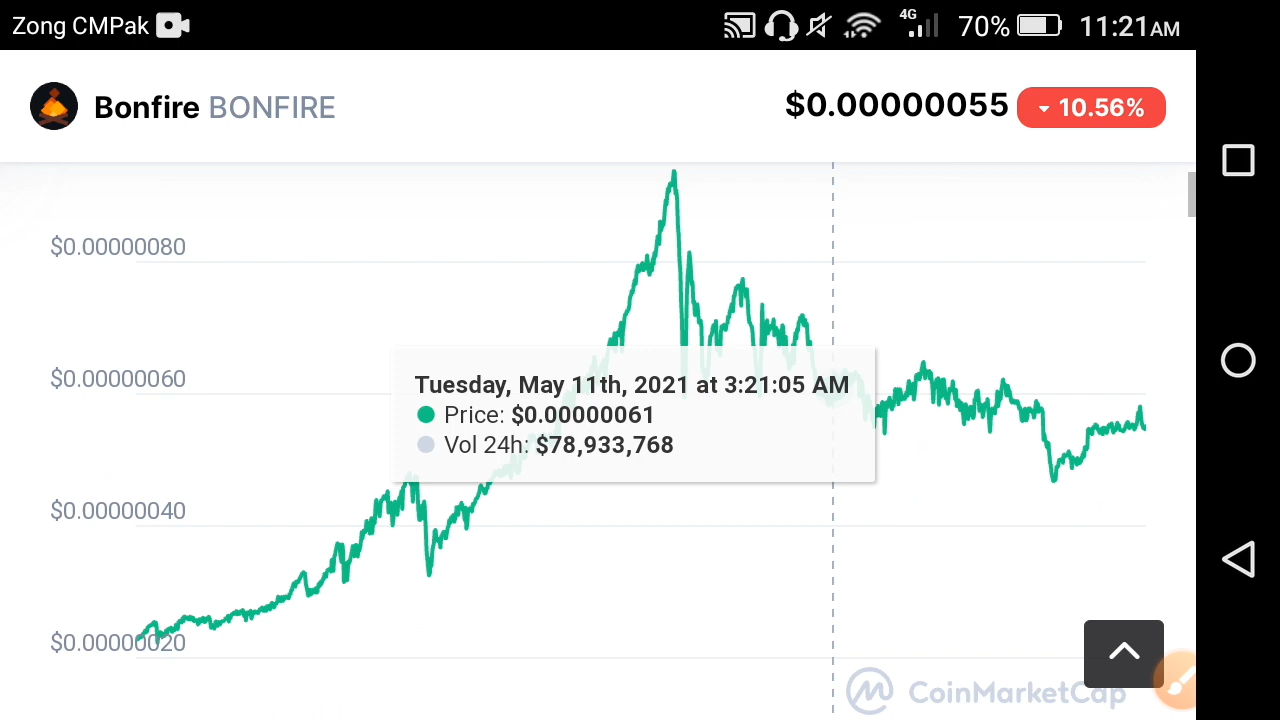 Zong CMPak 4G 70% 11:21AM
Bonfire BONFIRE $0.00000055 10.56%
$0.00000080
$0.00000060
Tuesday, May 11th, 2021 at 3:21:05 AM
Price: $0.00000061
Vol 24h: $78,933,768
$0.00000040
$0.00000020
CoinMarketCap